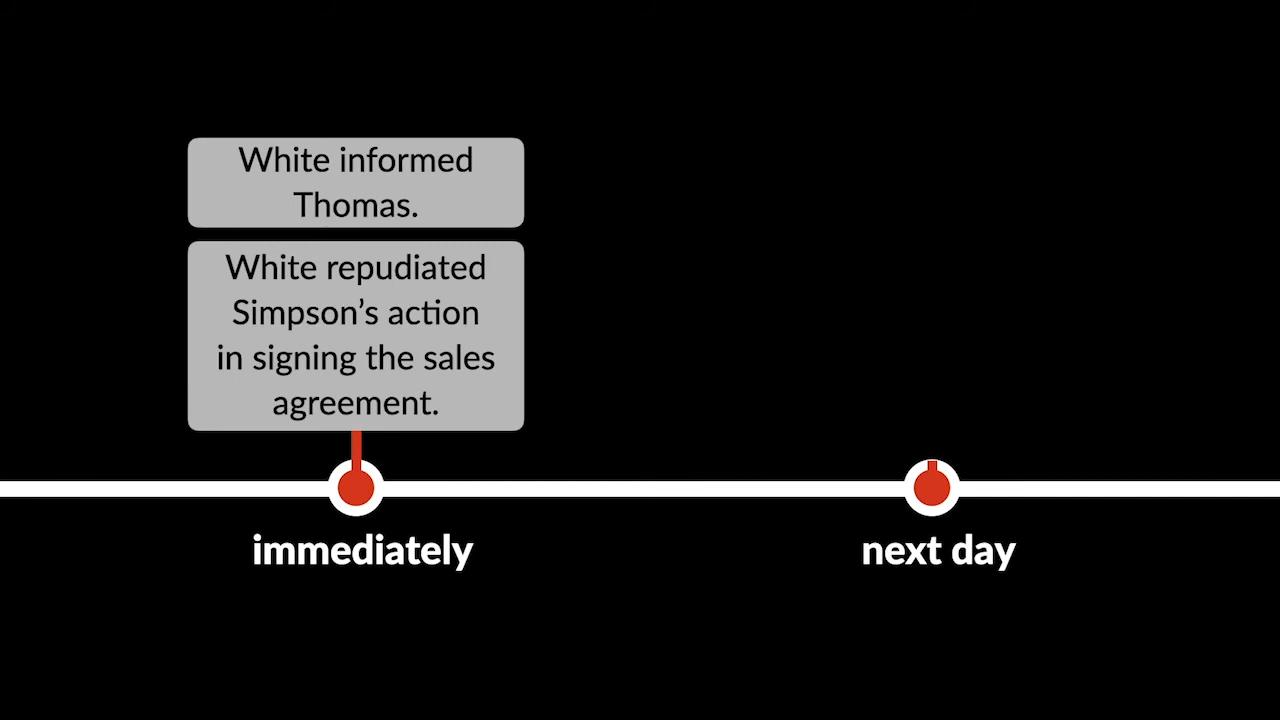 White informed
Thomas.
White repudiated
Simpson’s action
in signing the sales
agreement.
immediately
next day